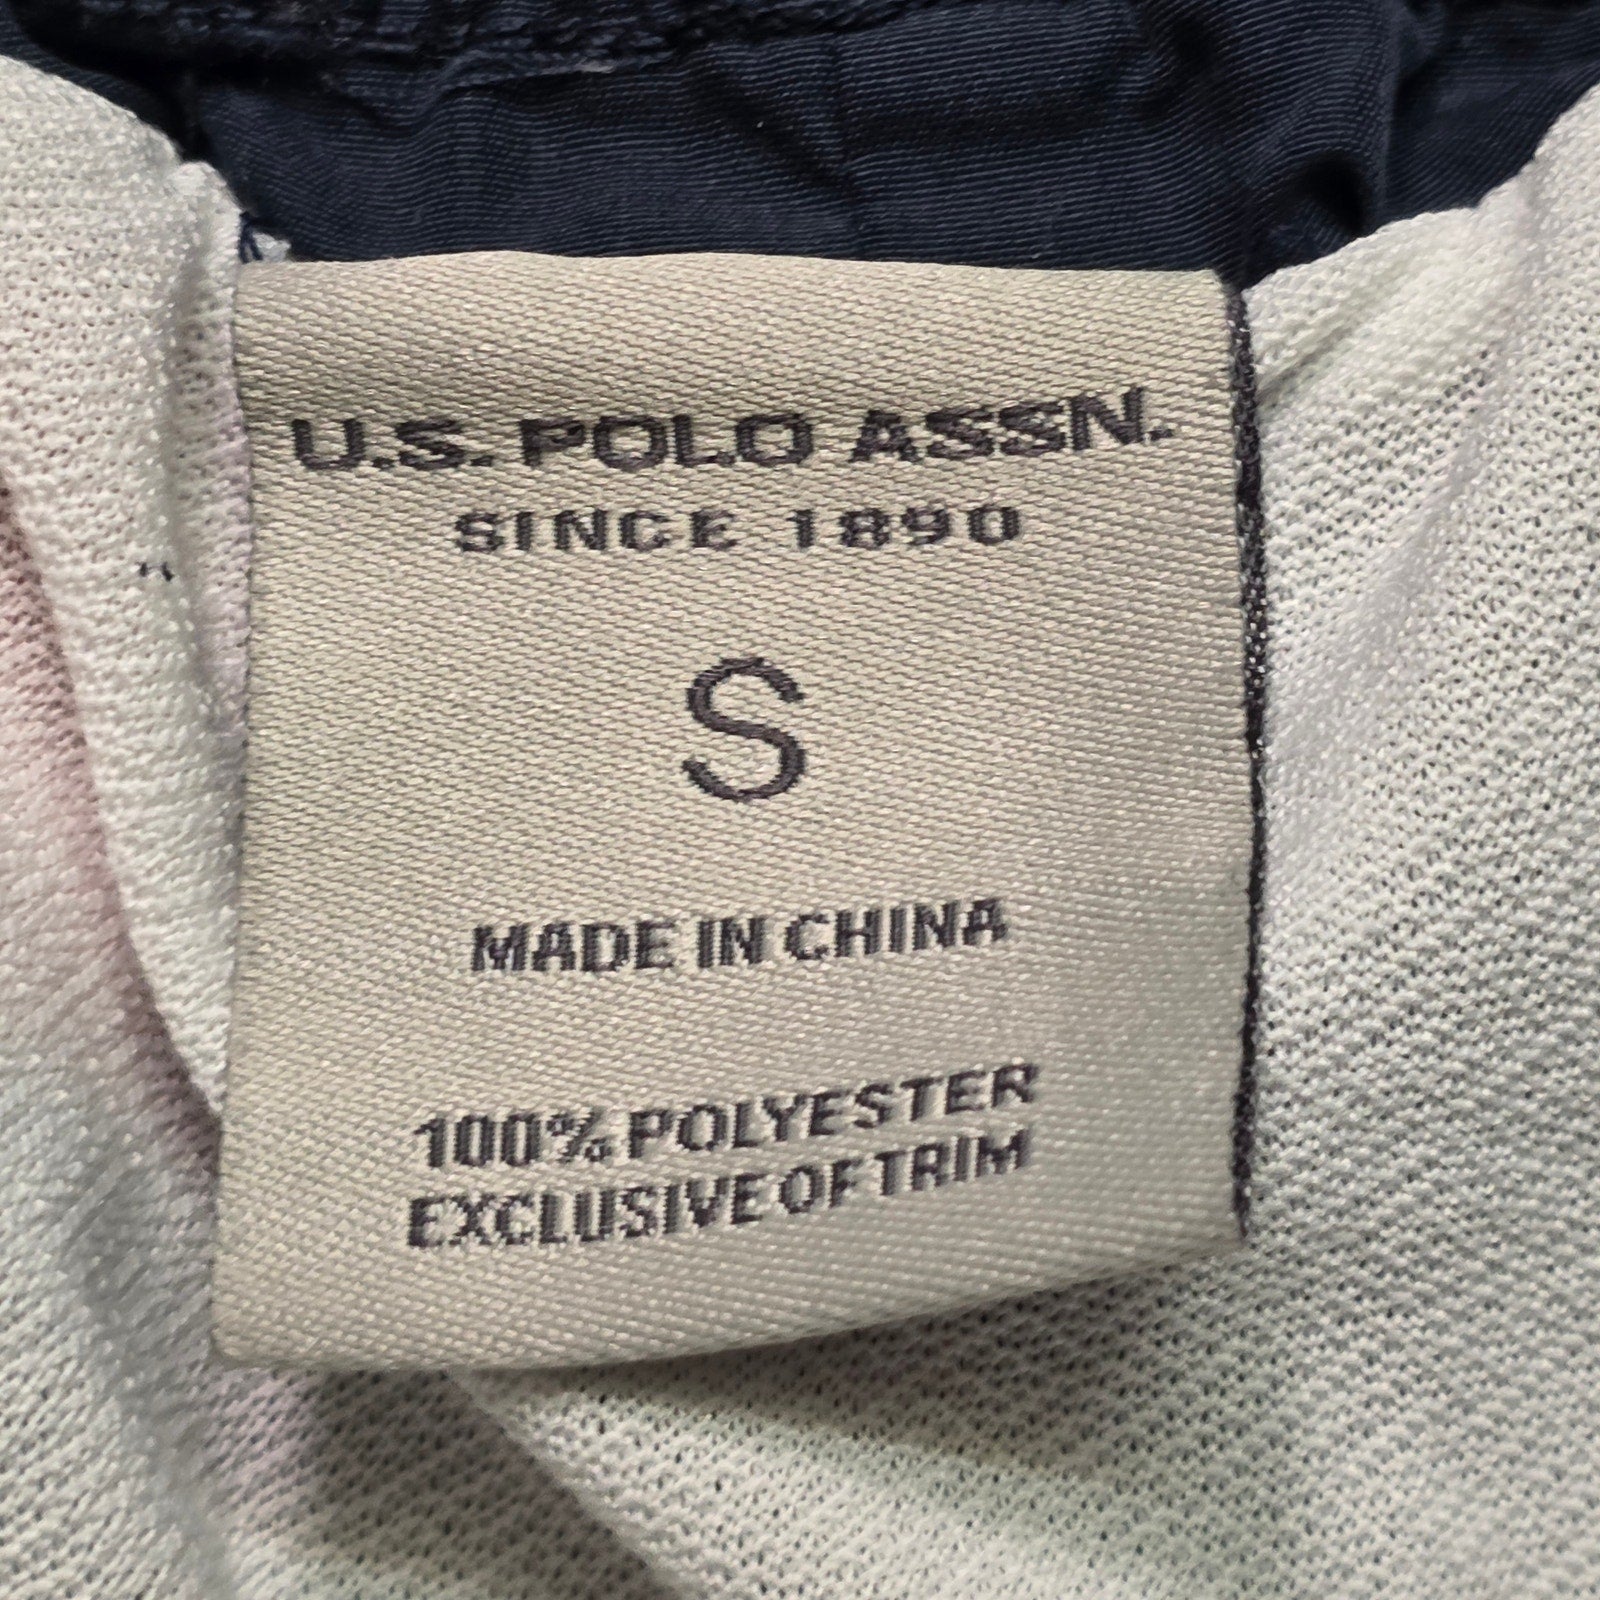 U.S. POLO ASSN.
SINCE 1890
S
MADE IN CHINA
100% POLYESTER
EXCLUSIVE OF TRIM